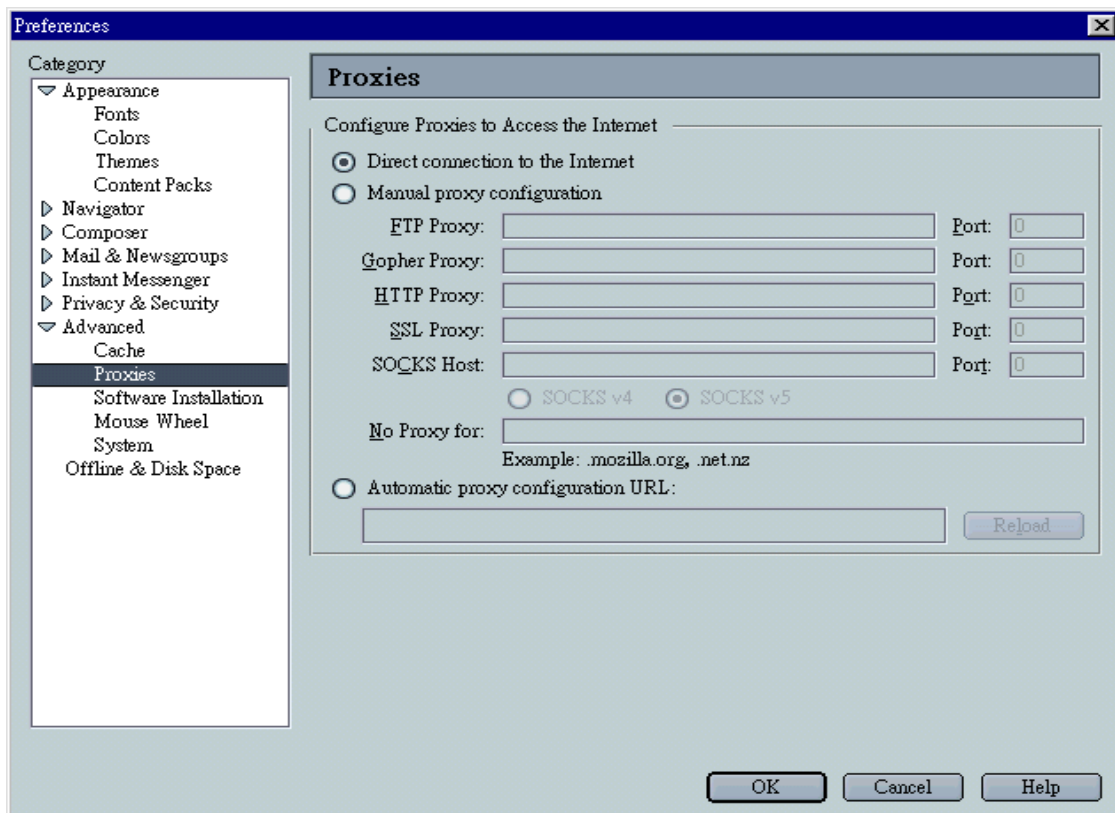 Preferences
Category
Appearance
Fonts
Colors
Themes
Content Packs
Navigator
Composer
Mail & Newsgroups
Instant Messenger
Privacy & Security
Advanced
Cache
Proxies
Software Installation
Mouse Wheel
System
Offline & Disk Space
Proxies
Configure Proxies to Access the Internet
Direct connection to the Internet
Manual proxy configuration
FTP Proxy: Port: 0
Gopher Proxy: Port: 0
HTTP Proxy: Port: 0
SSL Proxy: Port: 0
SOCKS Host: Port: 0
SOCKS v4 SOCKS v5
No Proxy for:
Example: .mozilla.org, .net.nz
Automatic proxy configuration URL:
Reload
OK Cancel Help